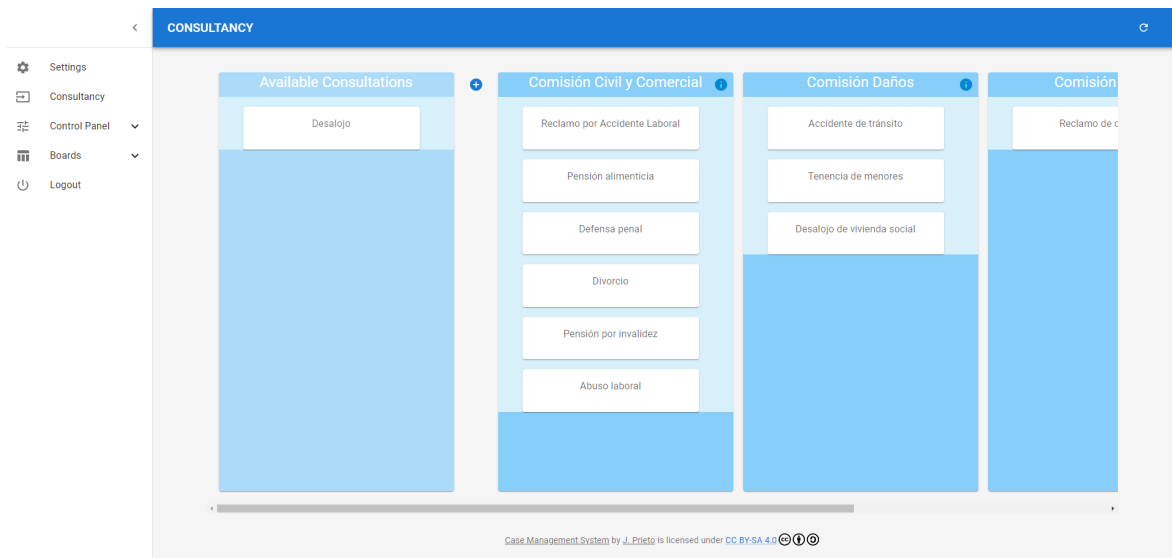 CONSULTANCY
Settings
Consultancy
Control Panel
Boards
Logout
Available Consultations
Desalojo
Comisión Civil y Comercial
Reclamo por Accidente Laboral
Pensión alimenticia
Defensa penal
Divorcio
Pensión por invalidez
Abuso laboral
Comisión Daños
Accidente de tránsito
Tenencia de menores
Desalojo de vivienda social
Comisión
Reclamo de
Case Management System by J. Prieto is licensed under CC BY-SA 4.0